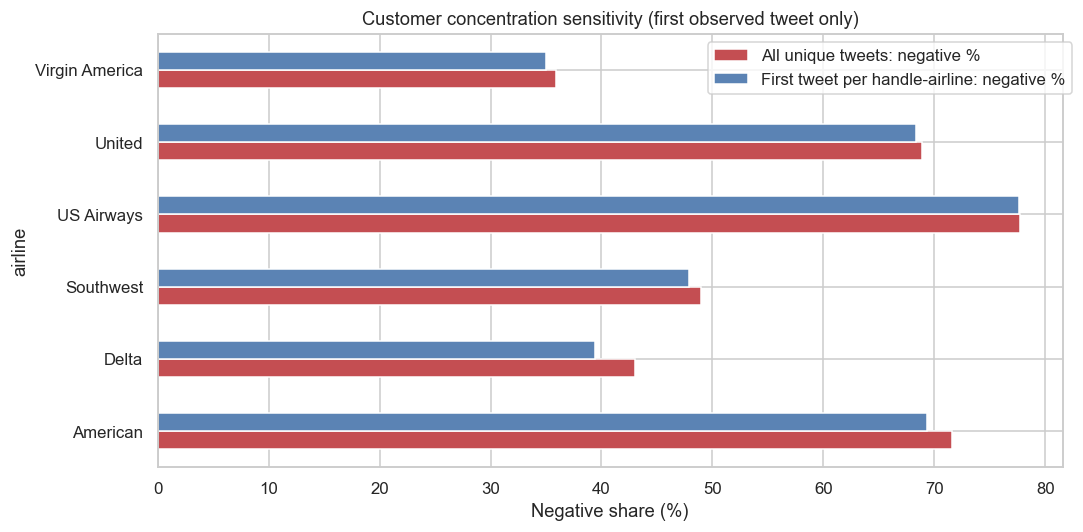 Customer concentration sensitivity (first observed tweet only)
All unique tweets: negative %
First tweet per handle-airline: negative %
Virgin America
United
US Airways
Southwest
Delta
American
airline
0 10 20 30 40 50 60 70 80
Negative share (%)